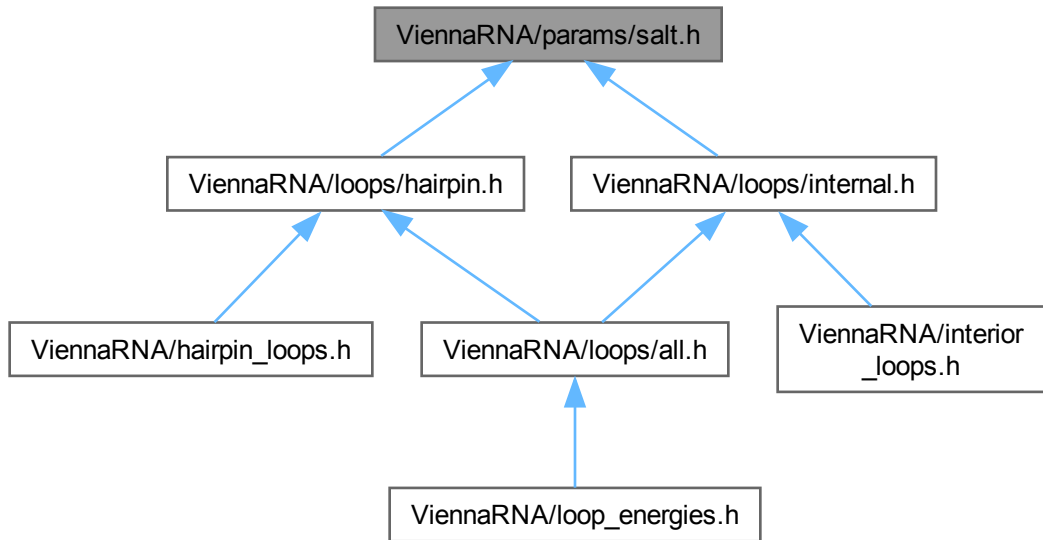 ViennaRNA/params/salt.h
ViennaRNA/loops/hairpin.h
ViennaRNA/loops/internal.h
ViennaRNA/hairpin_loops.h
ViennaRNA/loops/all.h
ViennaRNA/interior
_loops.h
ViennaRNA/loop_energies.h